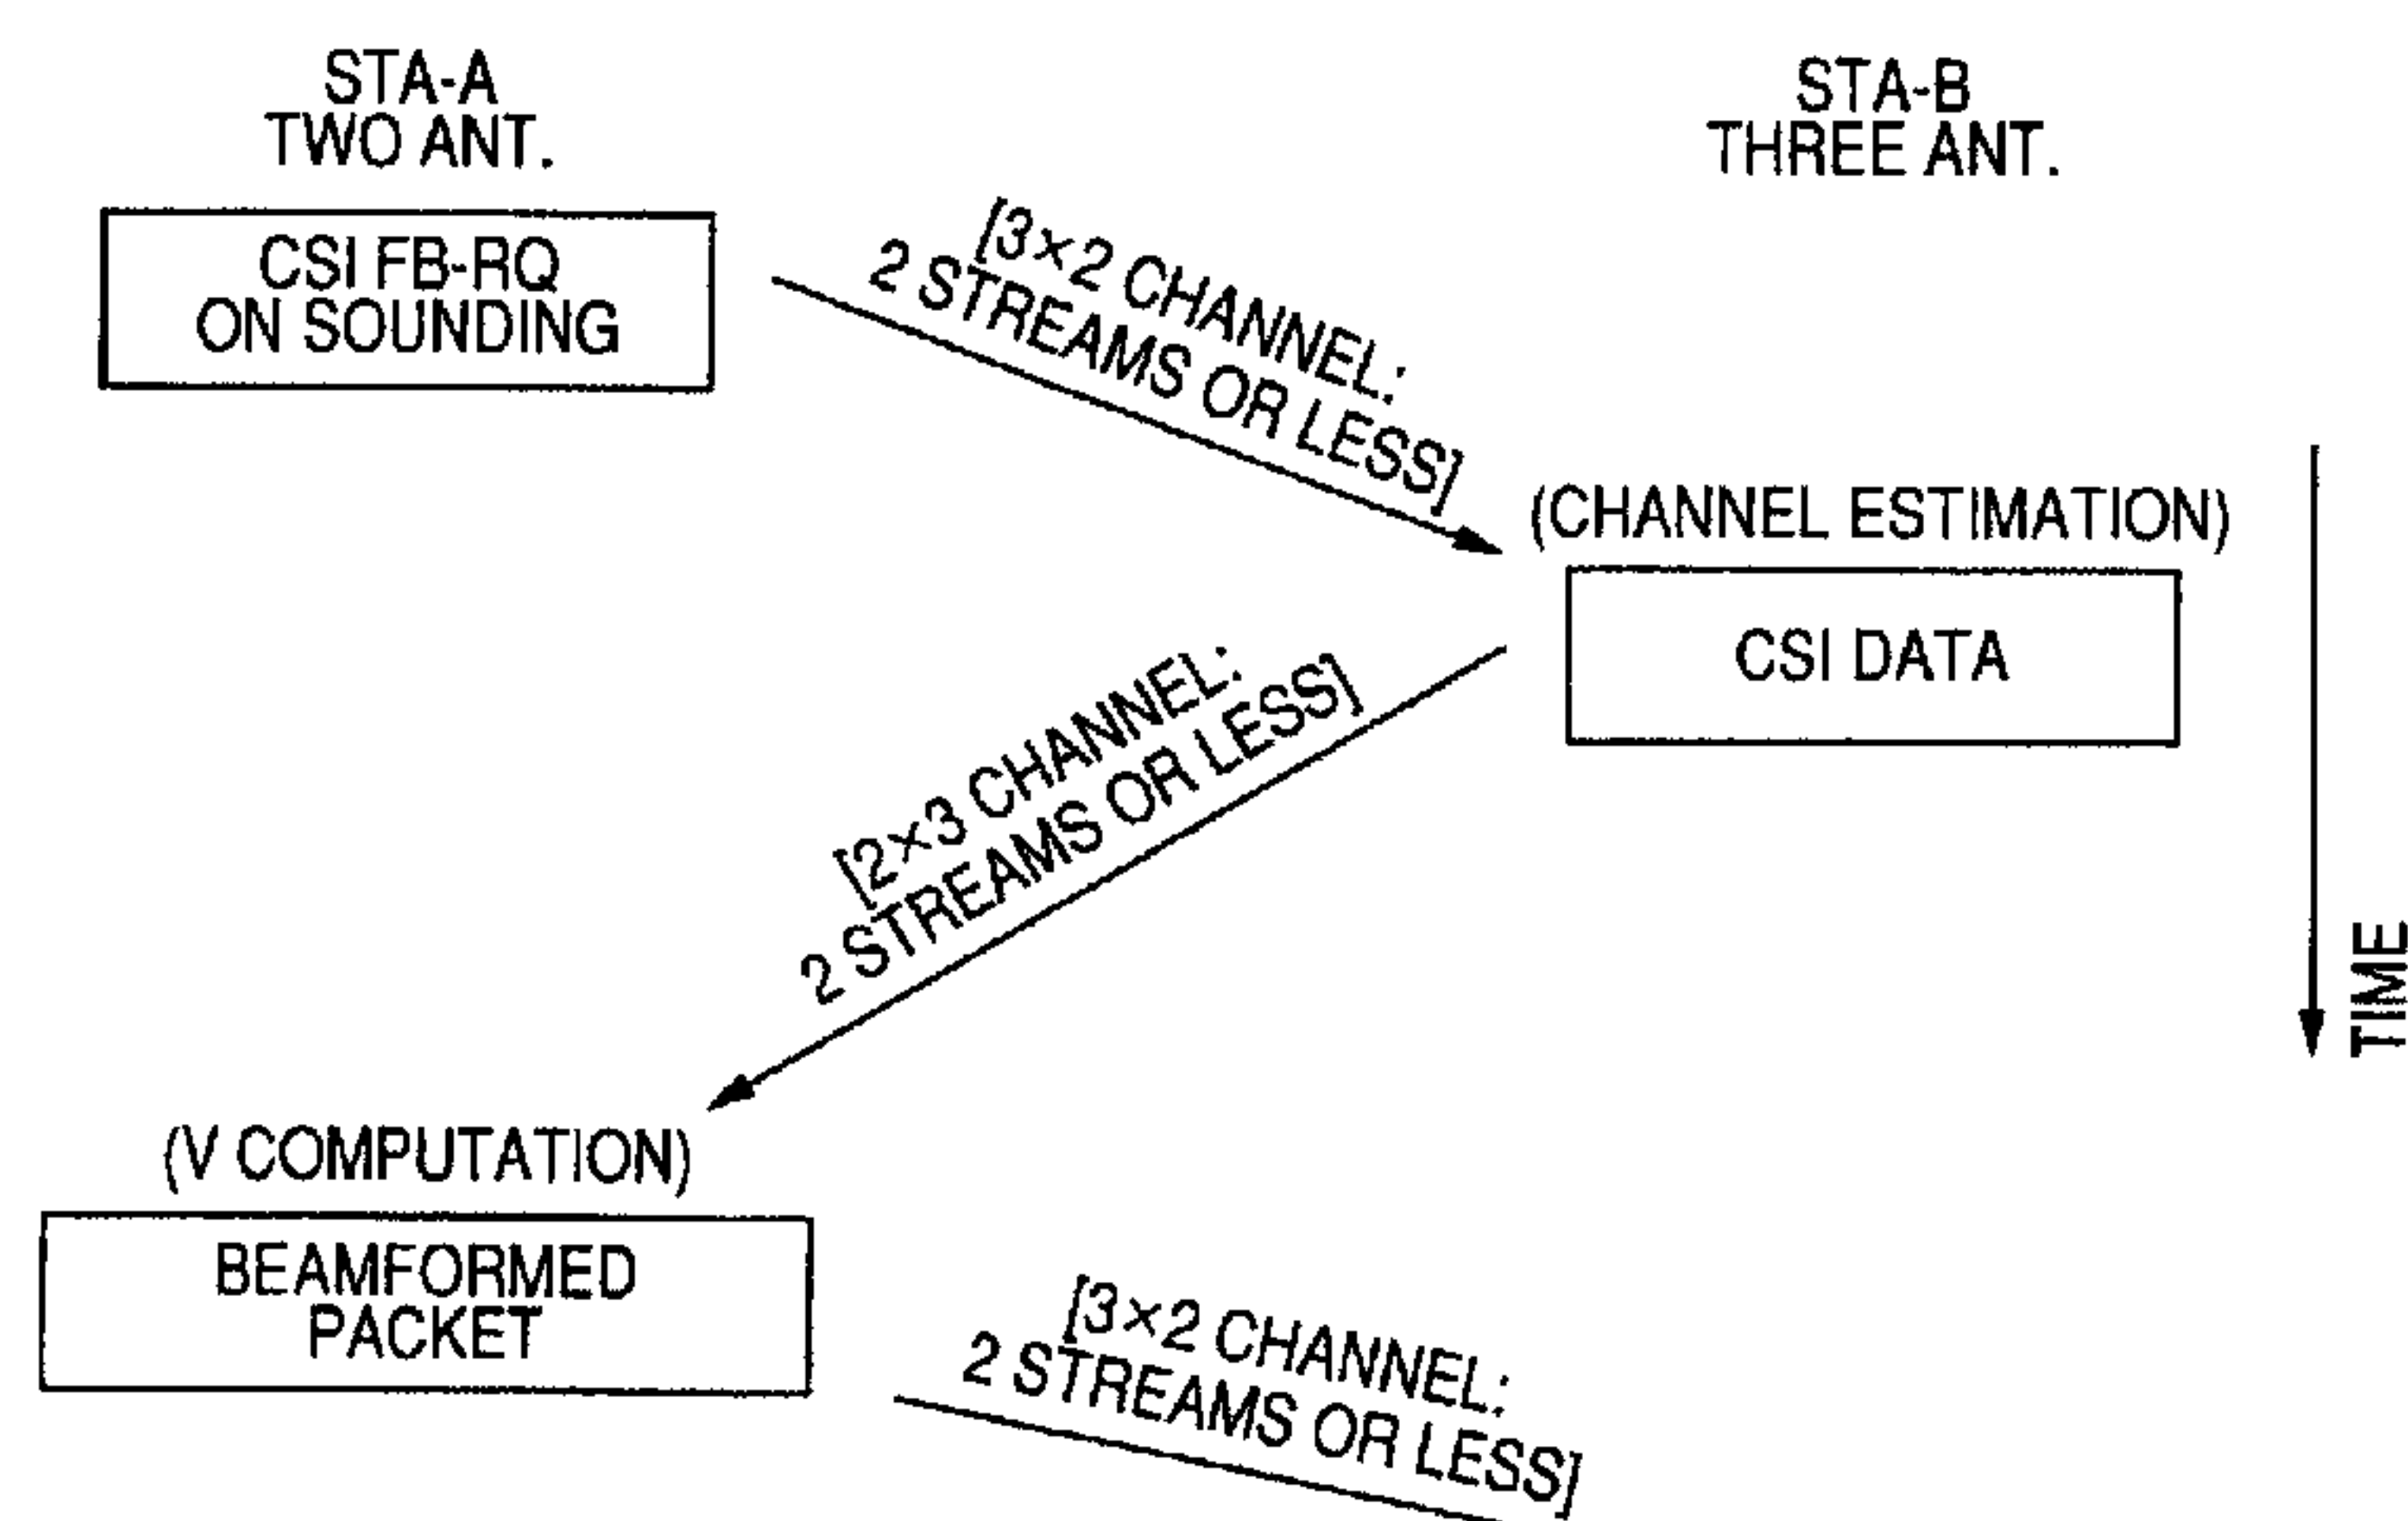 STA-A
TWO ANT.
STA-B
THREE ANT.
CSI FB-RQ
ON SOUNDING
[3×2 CHANNEL:
2 STREAMS OR LESS]
(CHANNEL ESTIMATION)
CSI DATA
[2×3 CHANNEL:
2 STREAMS OR LESS]
TIME
(V COMPUTATION)
BEAMFORMED
PACKET
[3×2 CHANNEL:
2 STREAMS OR LESS]